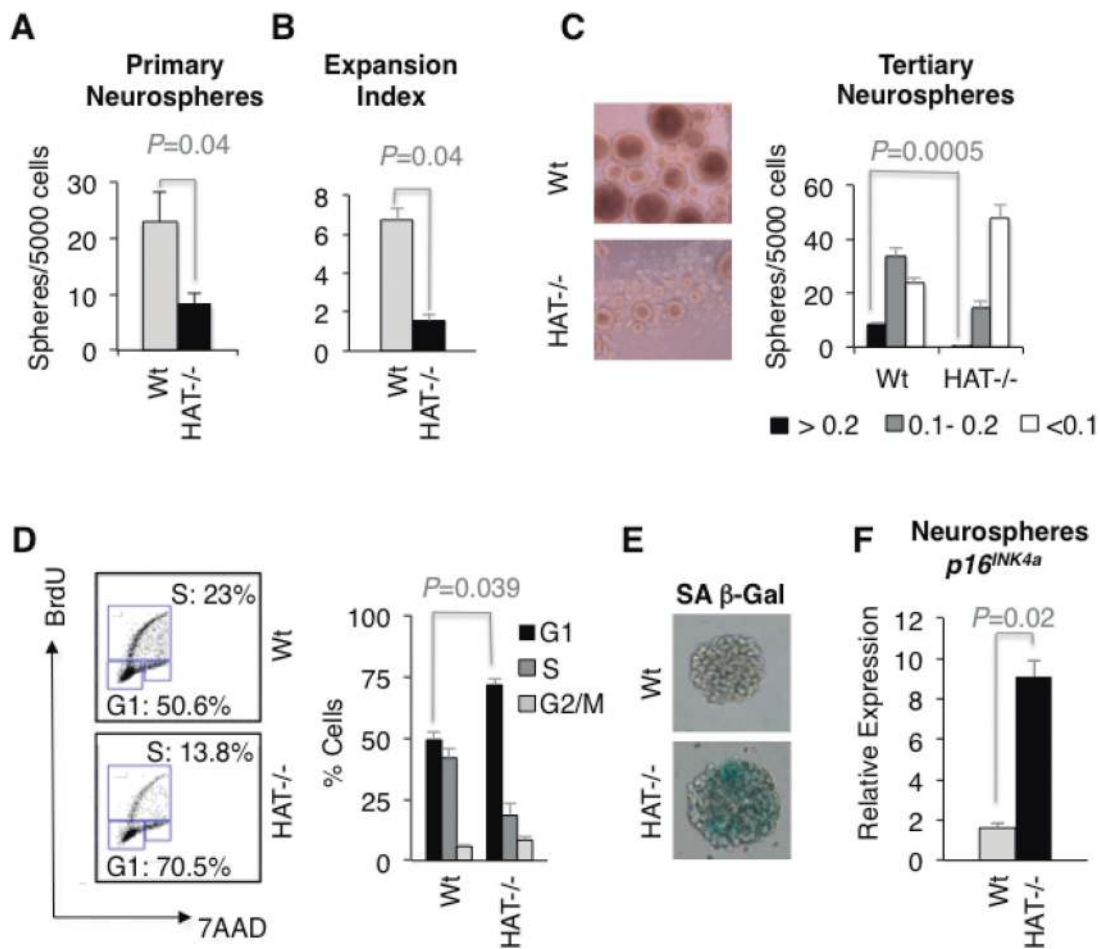 A
Primary
Neurospheres
P=0.04
Spheres/5000 cells
30
20
10
0
Wt
HAT-/-
B
Expansion
Index
P=0.04
8
6
4
2
0
Wt
HAT-/-
C
Wt
HAT-/-
Tertiary
Neurospheres
P=0.0005
Spheres/5000 cells
60
40
20
0
Wt HAT-/-
> 0.2 0.1- 0.2 <0.1
D
BrdU
S: 23%
G1: 50.6%
Wt
S: 13.8%
G1: 70.5%
HAT-/-
7AAD
P=0.039
% Cells
100
75
50
25
0
G1
S
G2/M
Wt
HAT-/-
E
SA β-Gal
Wt
HAT-/-
F
Neurospheres
p16INK4a
P=0.02
Relative Expression
12
10
8
6
4
2
0
Wt
HAT-/-